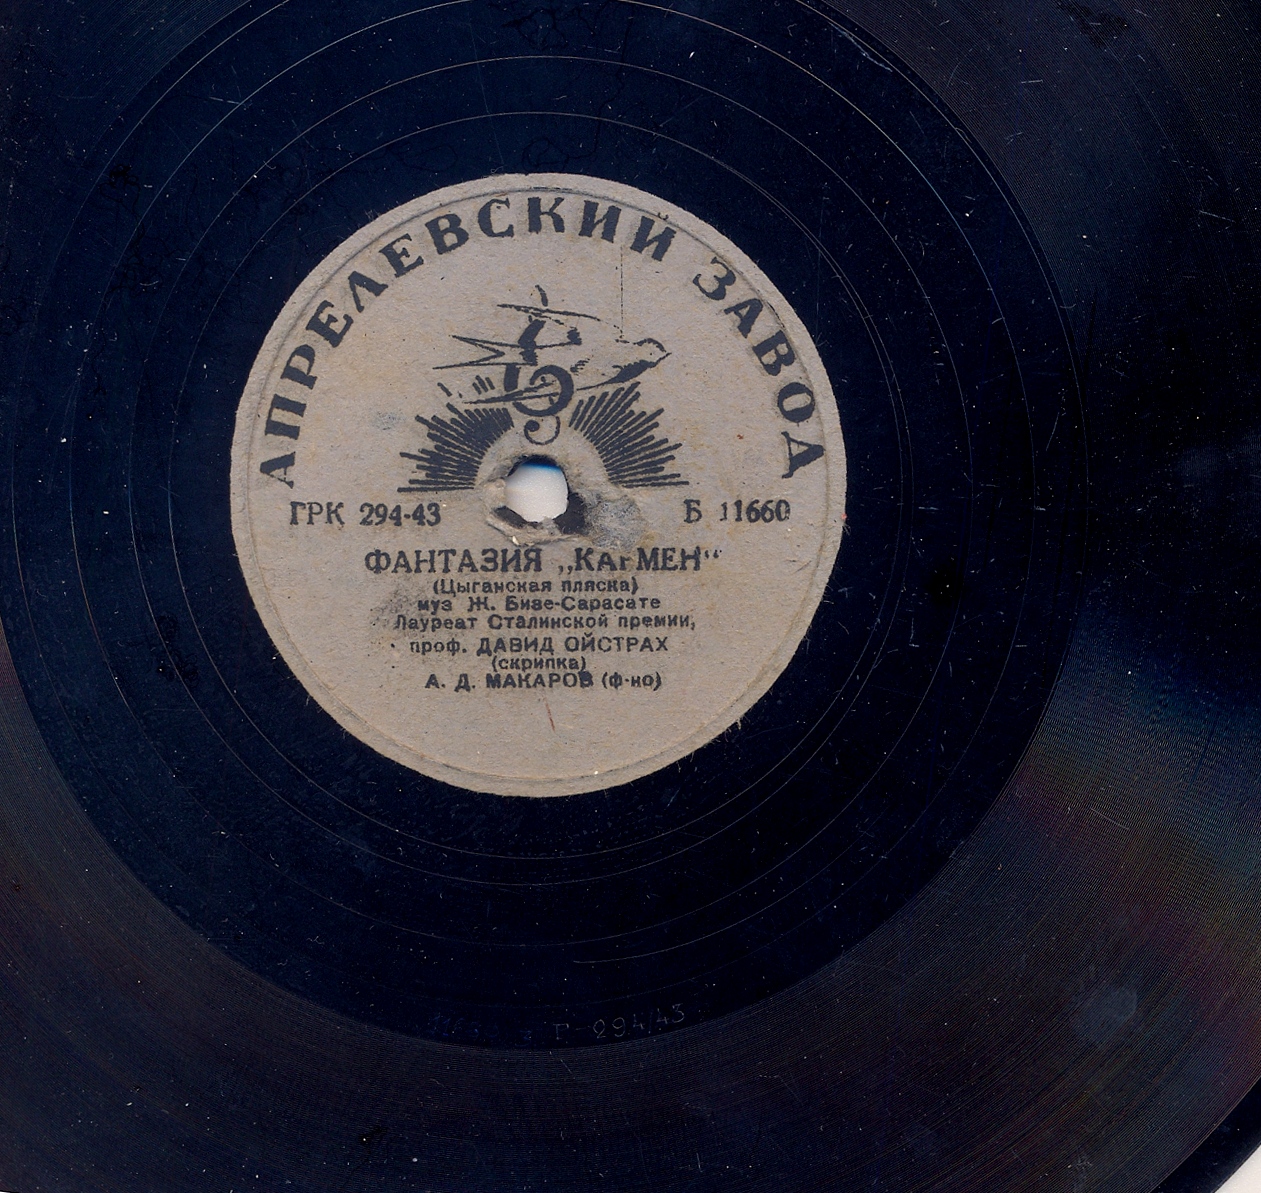 АПРЕЛЕВСКИЙ ЗАВОД
ГРК 294-43
Б 11660
ФАНТАЗИЯ „КАРМЕН“
(Цыганская пляска)
муз Ж. Бизе-Сарасате
Лауреат Сталинской премии,
проф. ДАВИД ОЙСТРАХ
(скрипка)
А. Д. МАКАРОВ (ф-но)
Г-294/43